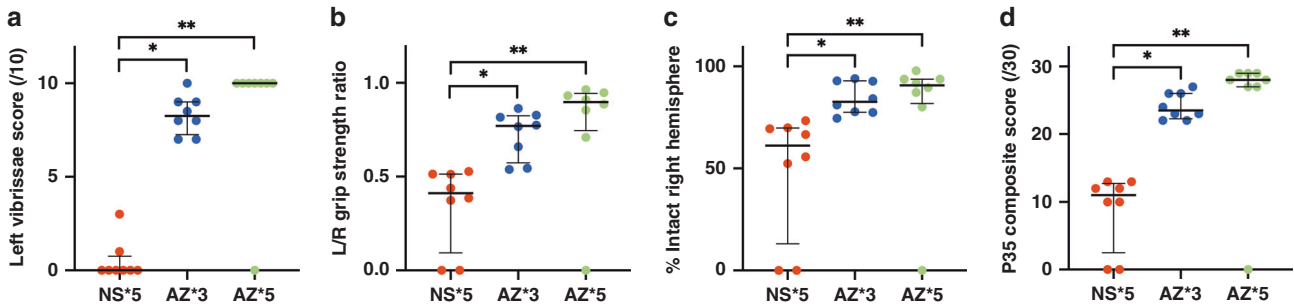 a
Left vibrissae score (/10)
10
5
0
**
*
NS*5 AZ*3 AZ*5
b
L/R grip strength ratio
1.0
0.5
0.0
**
*
NS*5 AZ*3 AZ*5
c
% Intact right hemisphere
100
50
0
**
*
NS*5 AZ*3 AZ*5
d
P35 composite score (/30)
30
20
10
0
**
*
NS*5 AZ*3 AZ*5